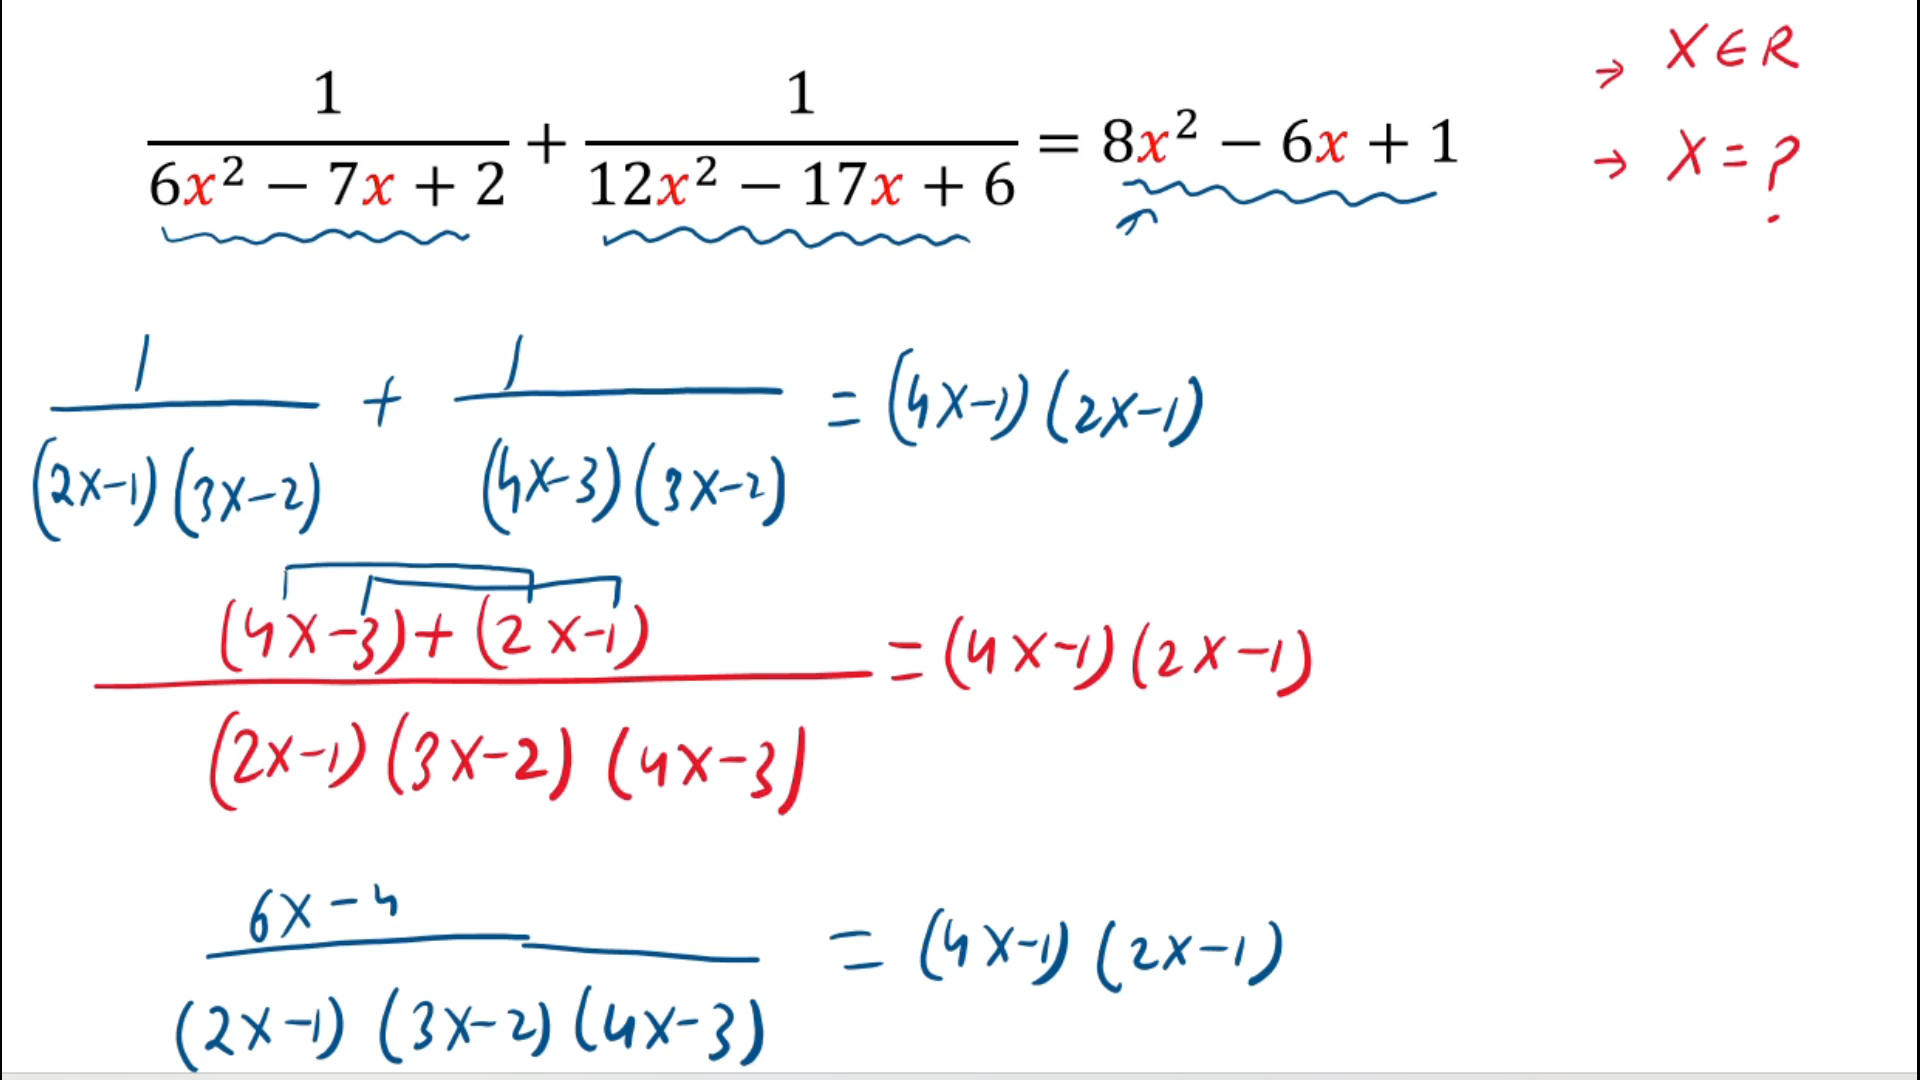 1/(6x² − 7x + 2) + 1/(12x² − 17x + 6) = 8x² − 6x + 1
→ X ∈ R
→ X = ?
1/((2x−1)(3x−2)) + 1/((4x−3)(3x−2)) = (4x−1)(2x−1)
((4x−3)+(2x−1))/((2x−1)(3x−2)(4x−3)) = (4x−1)(2x−1)
(6x−4)/((2x−1)(3x−2)(4x−3)) = (4x−1)(2x−1)